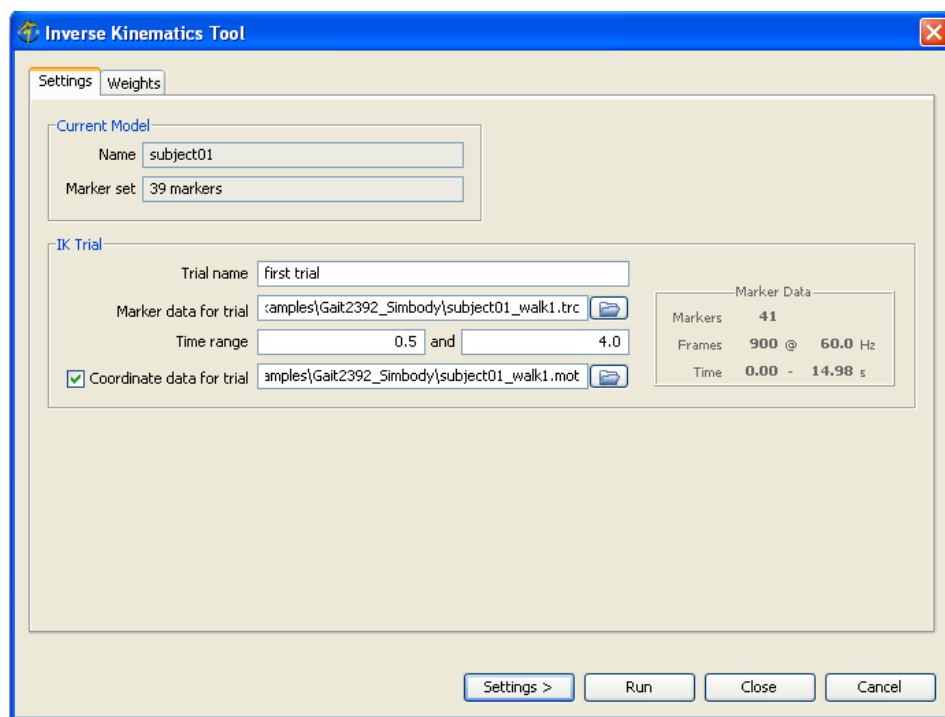 Inverse Kinematics Tool
Settings Weights
Current Model
Name subject01
Marker set 39 markers
IK Trial
Trial name first trial
Marker data for trial :amples\Gait2392_Simbody\subject01_walk1.trc
Time range 0.5 and 4.0
Coordinate data for trial amples\Gait2392_Simbody\subject01_walk1.mot
Marker Data
Markers 41
Frames 900 @ 60.0 Hz
Time 0.00 - 14.98 s
Settings > Run Close Cancel